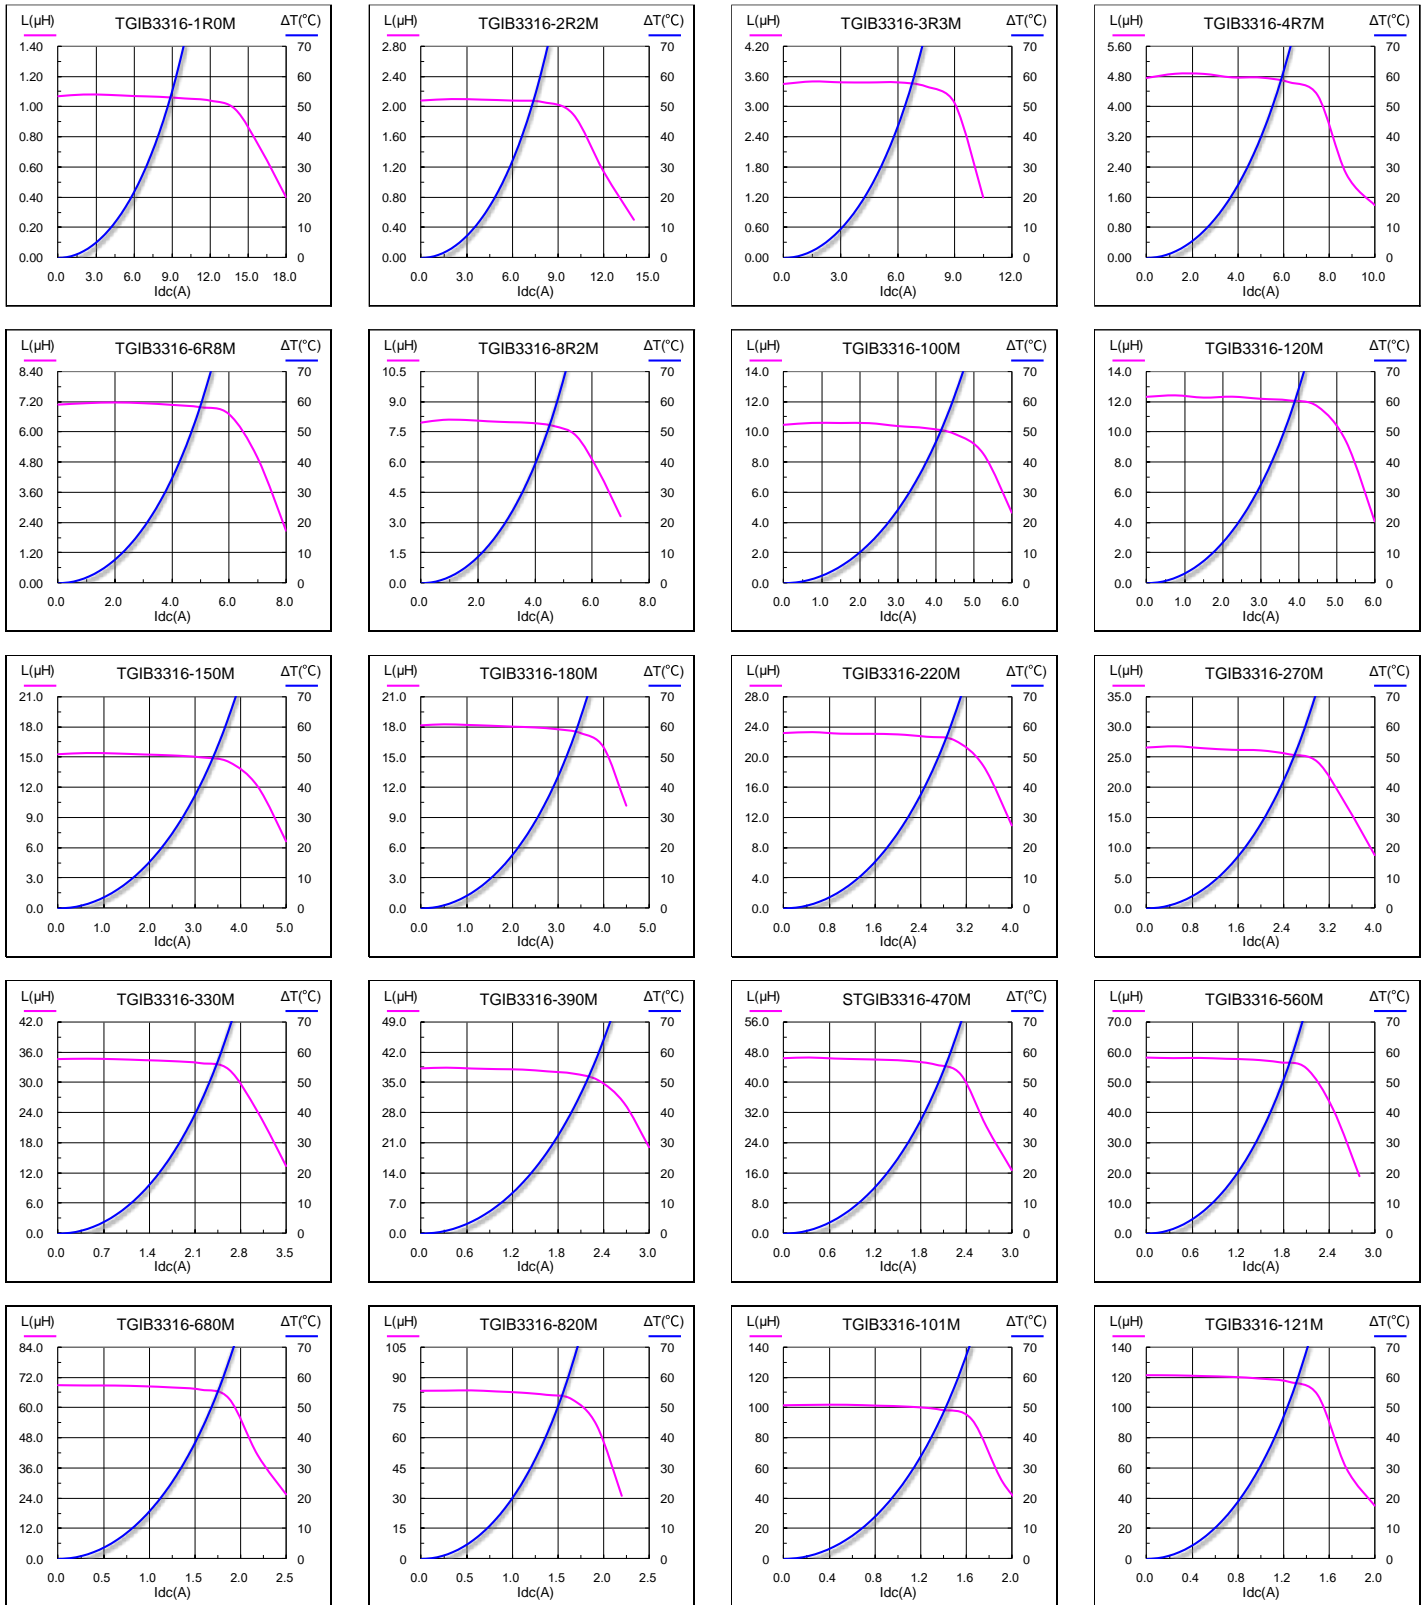 L(μH) TGIB3316-1R0M ΔT(℃)
1.40 70
1.20 60
1.00 50
0.80 40
0.60 30
0.40 20
0.20 10
0.00 0
0.0 3.0 6.0 9.0 12.0 15.0 18.0
Idc(A)
L(μH) TGIB3316-2R2M ΔT(℃)
2.80 70
2.40 60
2.00 50
1.60 40
1.20 30
0.80 20
0.40 10
0.00 0
0.0 3.0 6.0 9.0 12.0 15.0
Idc(A)
L(μH) TGIB3316-3R3M ΔT(℃)
4.20 70
3.60 60
3.00 50
2.40 40
1.80 30
1.20 20
0.60 10
0.00 0
0.0 3.0 6.0 9.0 12.0
Idc(A)
L(μH) TGIB3316-4R7M ΔT(℃)
5.60 70
4.80 60
4.00 50
3.20 40
2.40 30
1.60 20
0.80 10
0.00 0
0.0 2.0 4.0 6.0 8.0 10.0
Idc(A)
L(μH) TGIB3316-6R8M ΔT(℃)
8.40 70
7.20 60
6.00 50
4.80 40
3.60 30
2.40 20
1.20 10
0.00 0
0.0 2.0 4.0 6.0 8.0
Idc(A)
L(μH) TGIB3316-8R2M ΔT(℃)
10.5 70
9.0 60
7.5 50
6.0 40
4.5 30
3.0 20
1.5 10
0.0 0
0.0 2.0 4.0 6.0 8.0
Idc(A)
L(μH) TGIB3316-100M ΔT(℃)
14.0 70
12.0 60
10.0 50
8.0 40
6.0 30
4.0 20
2.0 10
0.0 0
0.0 1.0 2.0 3.0 4.0 5.0 6.0
Idc(A)
L(μH) TGIB3316-120M ΔT(℃)
14.0 70
12.0 60
10.0 50
8.0 40
6.0 30
4.0 20
2.0 10
0.0 0
0.0 1.0 2.0 3.0 4.0 5.0 6.0
Idc(A)
L(μH) TGIB3316-150M ΔT(℃)
21.0 70
18.0 60
15.0 50
12.0 40
9.0 30
6.0 20
3.0 10
0.0 0
0.0 1.0 2.0 3.0 4.0 5.0
Idc(A)
L(μH) TGIB3316-180M ΔT(℃)
21.0 70
18.0 60
15.0 50
12.0 40
9.0 30
6.0 20
3.0 10
0.0 0
0.0 1.0 2.0 3.0 4.0 5.0
Idc(A)
L(μH) TGIB3316-220M ΔT(℃)
28.0 70
24.0 60
20.0 50
16.0 40
12.0 30
8.0 20
4.0 10
0.0 0
0.0 0.8 1.6 2.4 3.2 4.0
Idc(A)
L(μH) TGIB3316-270M ΔT(℃)
35.0 70
30.0 60
25.0 50
20.0 40
15.0 30
10.0 20
5.0 10
0.0 0
0.0 0.8 1.6 2.4 3.2 4.0
Idc(A)
L(μH) TGIB3316-330M ΔT(℃)
42.0 70
36.0 60
30.0 50
24.0 40
18.0 30
12.0 20
6.0 10
0.0 0
0.0 0.7 1.4 2.1 2.8 3.5
Idc(A)
L(μH) TGIB3316-390M ΔT(℃)
49.0 70
42.0 60
35.0 50
28.0 40
21.0 30
14.0 20
7.0 10
0.0 0
0.0 0.6 1.2 1.8 2.4 3.0
Idc(A)
L(μH) STGIB3316-470M ΔT(℃)
56.0 70
48.0 60
40.0 50
32.0 40
24.0 30
16.0 20
8.0 10
0.0 0
0.0 0.6 1.2 1.8 2.4 3.0
Idc(A)
L(μH) TGIB3316-560M ΔT(℃)
70.0 70
60.0 60
50.0 50
40.0 40
30.0 30
20.0 20
10.0 10
0.0 0
0.0 0.6 1.2 1.8 2.4 3.0
Idc(A)
L(μH) TGIB3316-680M ΔT(℃)
84.0 70
72.0 60
60.0 50
48.0 40
36.0 30
24.0 20
12.0 10
0.0 0
0.0 0.5 1.0 1.5 2.0 2.5
Idc(A)
L(μH) TGIB3316-820M ΔT(℃)
105 70
90 60
75 50
60 40
45 30
30 20
15 10
0 0
0.0 0.5 1.0 1.5 2.0 2.5
Idc(A)
L(μH) TGIB3316-101M ΔT(℃)
140 70
120 60
100 50
80 40
60 30
40 20
20 10
0 0
0.0 0.4 0.8 1.2 1.6 2.0
Idc(A)
L(μH) TGIB3316-121M ΔT(℃)
140 70
120 60
100 50
80 40
60 30
40 20
20 10
0 0
0.0 0.4 0.8 1.2 1.6 2.0
Idc(A)